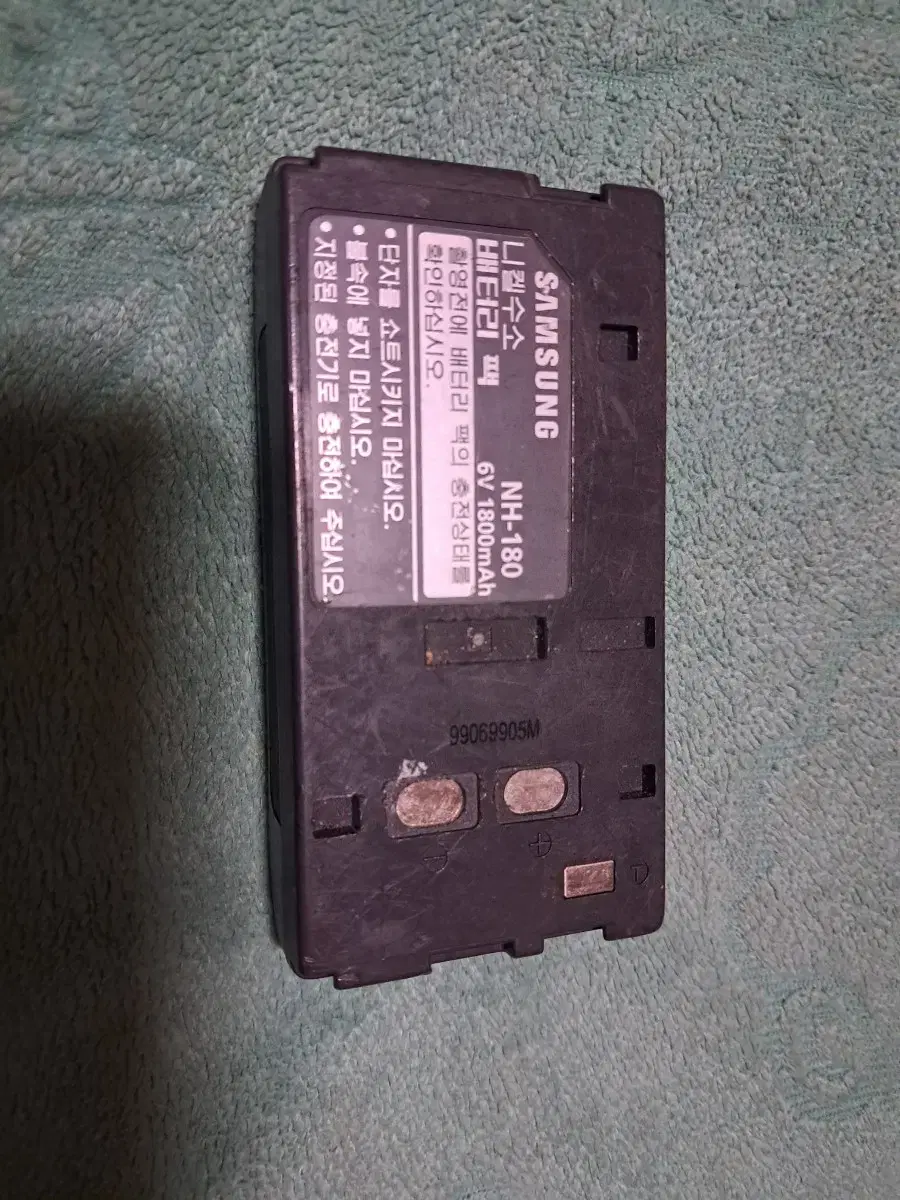 SAMSUNG
니켈수소
배터리 팩
NH-180
6V 1800mAh
촬영전에 배터리 팩의 충전상태를
확인하십시오.
• 단자를 쇼트시키지 마십시오.
• 불속에 넣지 마십시오.
• 지정된 충전기로 충전하여 주십시오.
99069905M